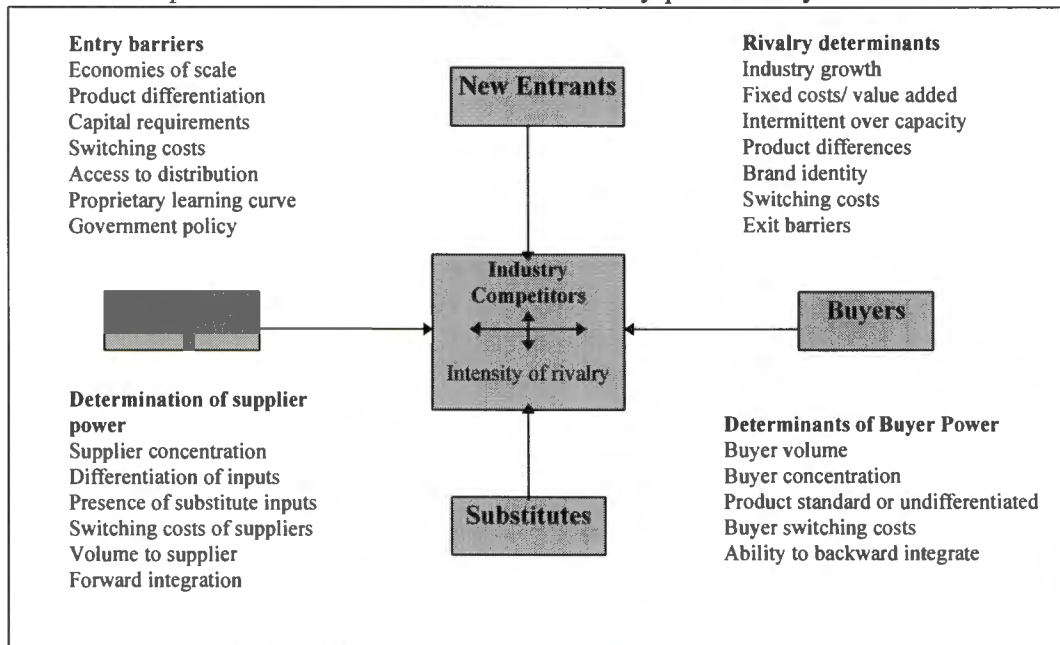 Entry barriers
Economies of scale
Product differentiation
Capital requirements
Switching costs
Access to distribution
Proprietary learning curve
Government policy
New Entrants
Rivalry determinants
Industry growth
Fixed costs/ value added
Intermittent over capacity
Product differences
Brand identity
Switching costs
Exit barriers
Industry
Competitors
Intensity of rivalry
Buyers
Determination of supplier
power
Supplier concentration
Differentiation of inputs
Presence of substitute inputs
Switching costs of suppliers
Volume to supplier
Forward integration
Substitutes
Determinants of Buyer Power
Buyer volume
Buyer concentration
Product standard or undifferentiated
Buyer switching costs
Ability to backward integrate